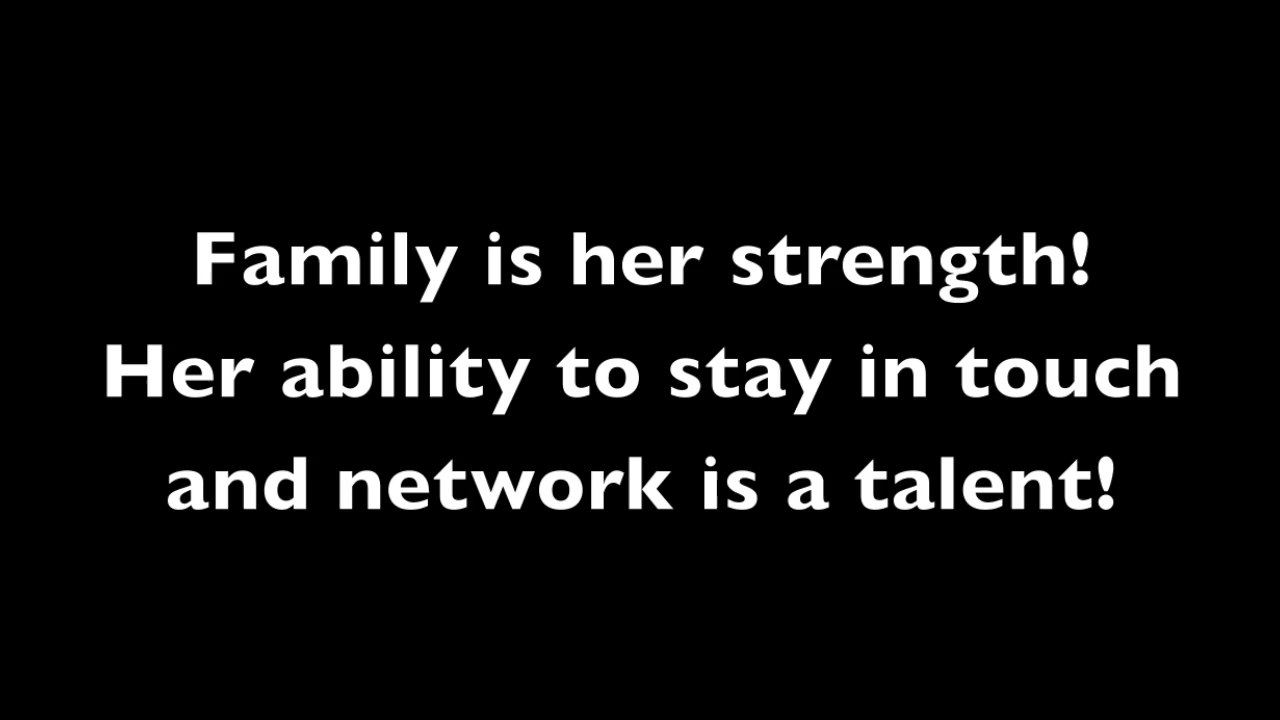 Family is her strength!
Her ability to stay in touch
and network is a talent!